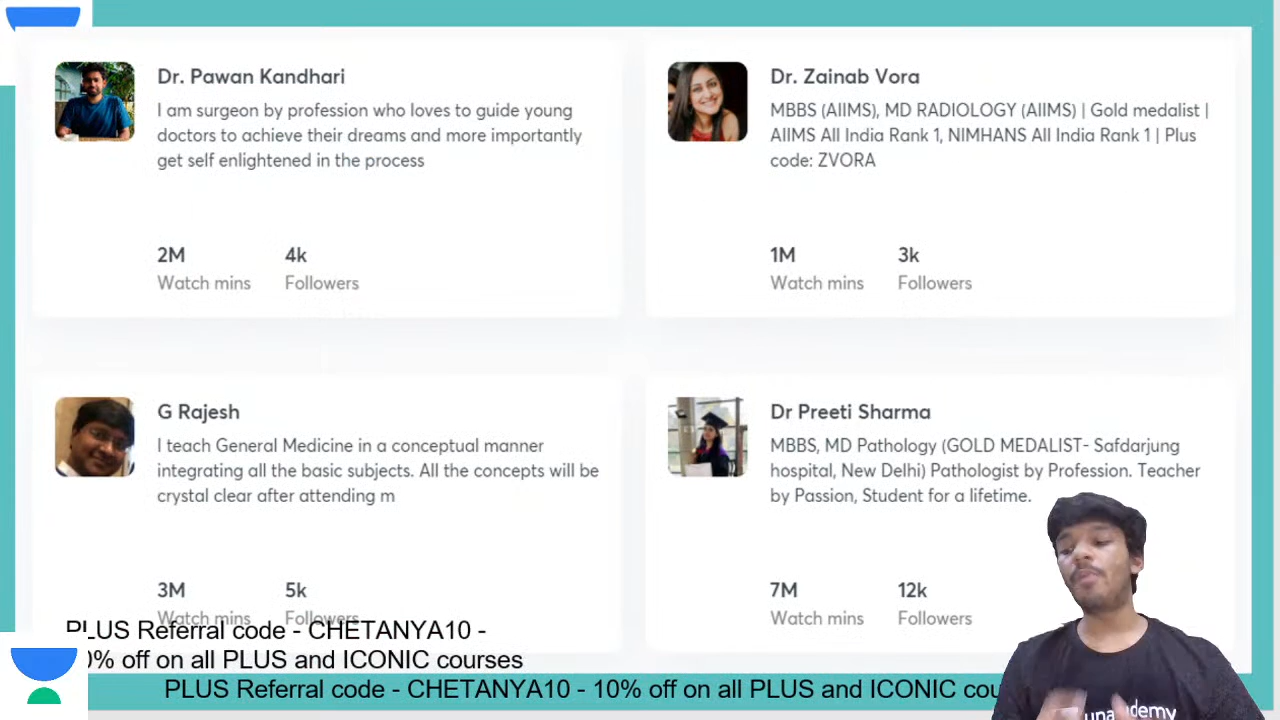 Dr. Pawan Kandhari
I am surgeon by profession who loves to guide young
doctors to achieve their dreams and more importantly
get self enlightened in the process
2M
4k
Watch mins
Followers
Dr. Zainab Vora
MBBS (AIIMS), MD RADIOLOGY (AIIMS) | Gold medalist |
AIIMS All India Rank 1, NIMHANS All India Rank 1 | Plus
code: ZVORA
1M
3k
Watch mins
Followers
G Rajesh
I teach General Medicine in a conceptual manner
integrating all the basic subjects. All the concepts will be
crystal clear after attending m
3M
5k
Watch mins
Followers
Dr Preeti Sharma
MBBS, MD Pathology (GOLD MEDALIST- Safdarjung
hospital, New Delhi) Pathologist by Profession. Teacher
by Passion, Student for a lifetime.
7M
12k
Watch mins
Followers
PLUS Referral code - CHETANYA10 -
0% off on all PLUS and ICONIC courses
PLUS Referral code - CHETANYA10 - 10% off on all PLUS and ICONIC cou